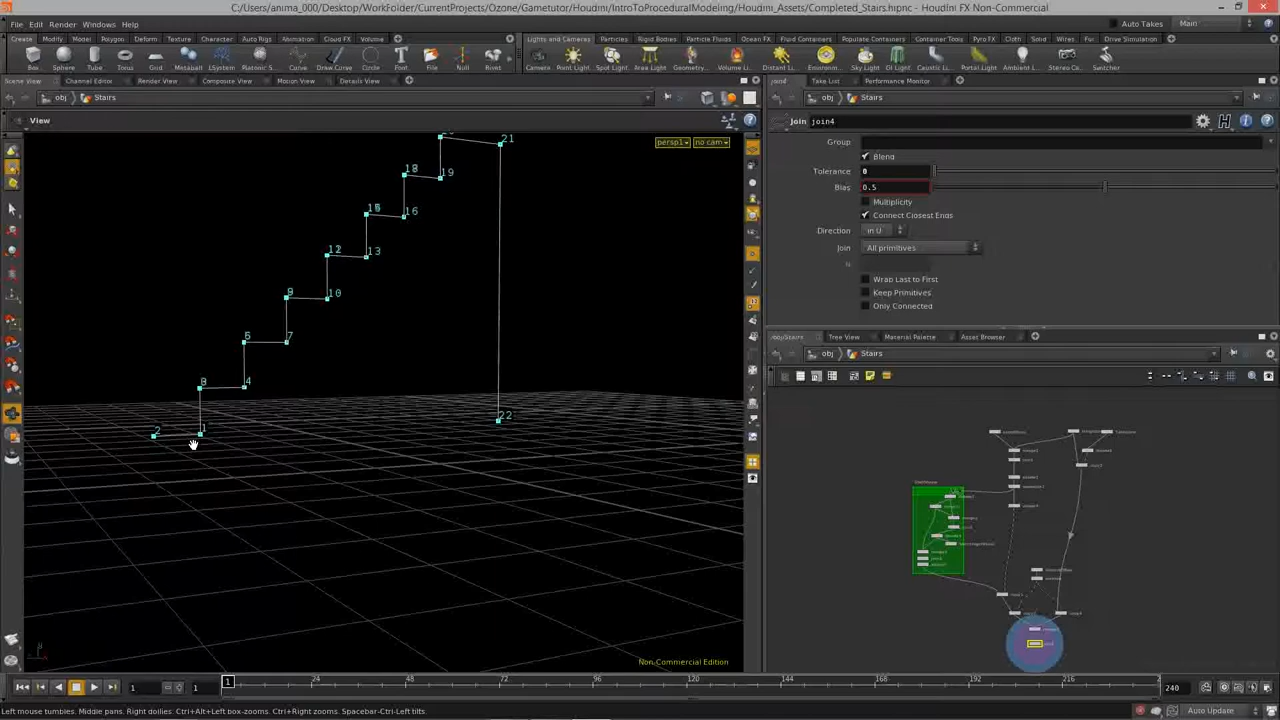 C:/Users/anima_000/Desktop/WorkFolder/CurrentProjects/Ozone/Gametutor/Houdini/IntroToProceduralModeling/Houdini_Assets/Completed_Stairs.hipnc - Houdini FX Non-Commercial
File Edit Render Windows Help
Auto Takes Main
Create Modify Model Polygon Deform Texture Character Auto Rigs Animation Cloud FX Volume
Lights and Cameras Particles Rigid Bodies Particle Fluids Ocean FX Fluid Containers Populate Containers Container Tools Pyro FX Cloth Solid Wires Fur Drive Simulation
Box Sphere Tube Torus Grid Metaball LSystem Platonic S... Curve Draw Curve Circle Font File Null Rivet
Camera Point Light Spot Light Area Light Geometry... Volume Li... Distant Li... Environm... Sky Light GI Light Caustic Li... Portal Light Ambient L... Stereo Ca... Switcher
Scene View Channel Editor Render View Composite View Motion View Details View
join4 Take List Performance Monitor
obj Stairs
obj Stairs
View
persp1 no cam
Join join4
Group
Blend
Tolerance 0
Bias 0.5
Multiplicity
Connect Closest Ends
Direction in U
Join All primitives
N
Wrap Last to First
Keep Primitives
Only Connected
/obj/Stairs Tree View Material Palette Asset Browser
obj Stairs
21
19
16
13
12
10
7
4
2
1
22
Non-Commercial Edition
1 1 1 24 48 72 96 120 144 168 192 216 2 240
Left mouse tumbles. Middle pans. Right dollies. Ctrl+Alt+Left box-zooms. Ctrl+Right zooms. Spacebar-Ctrl-Left tilts.
Auto Update